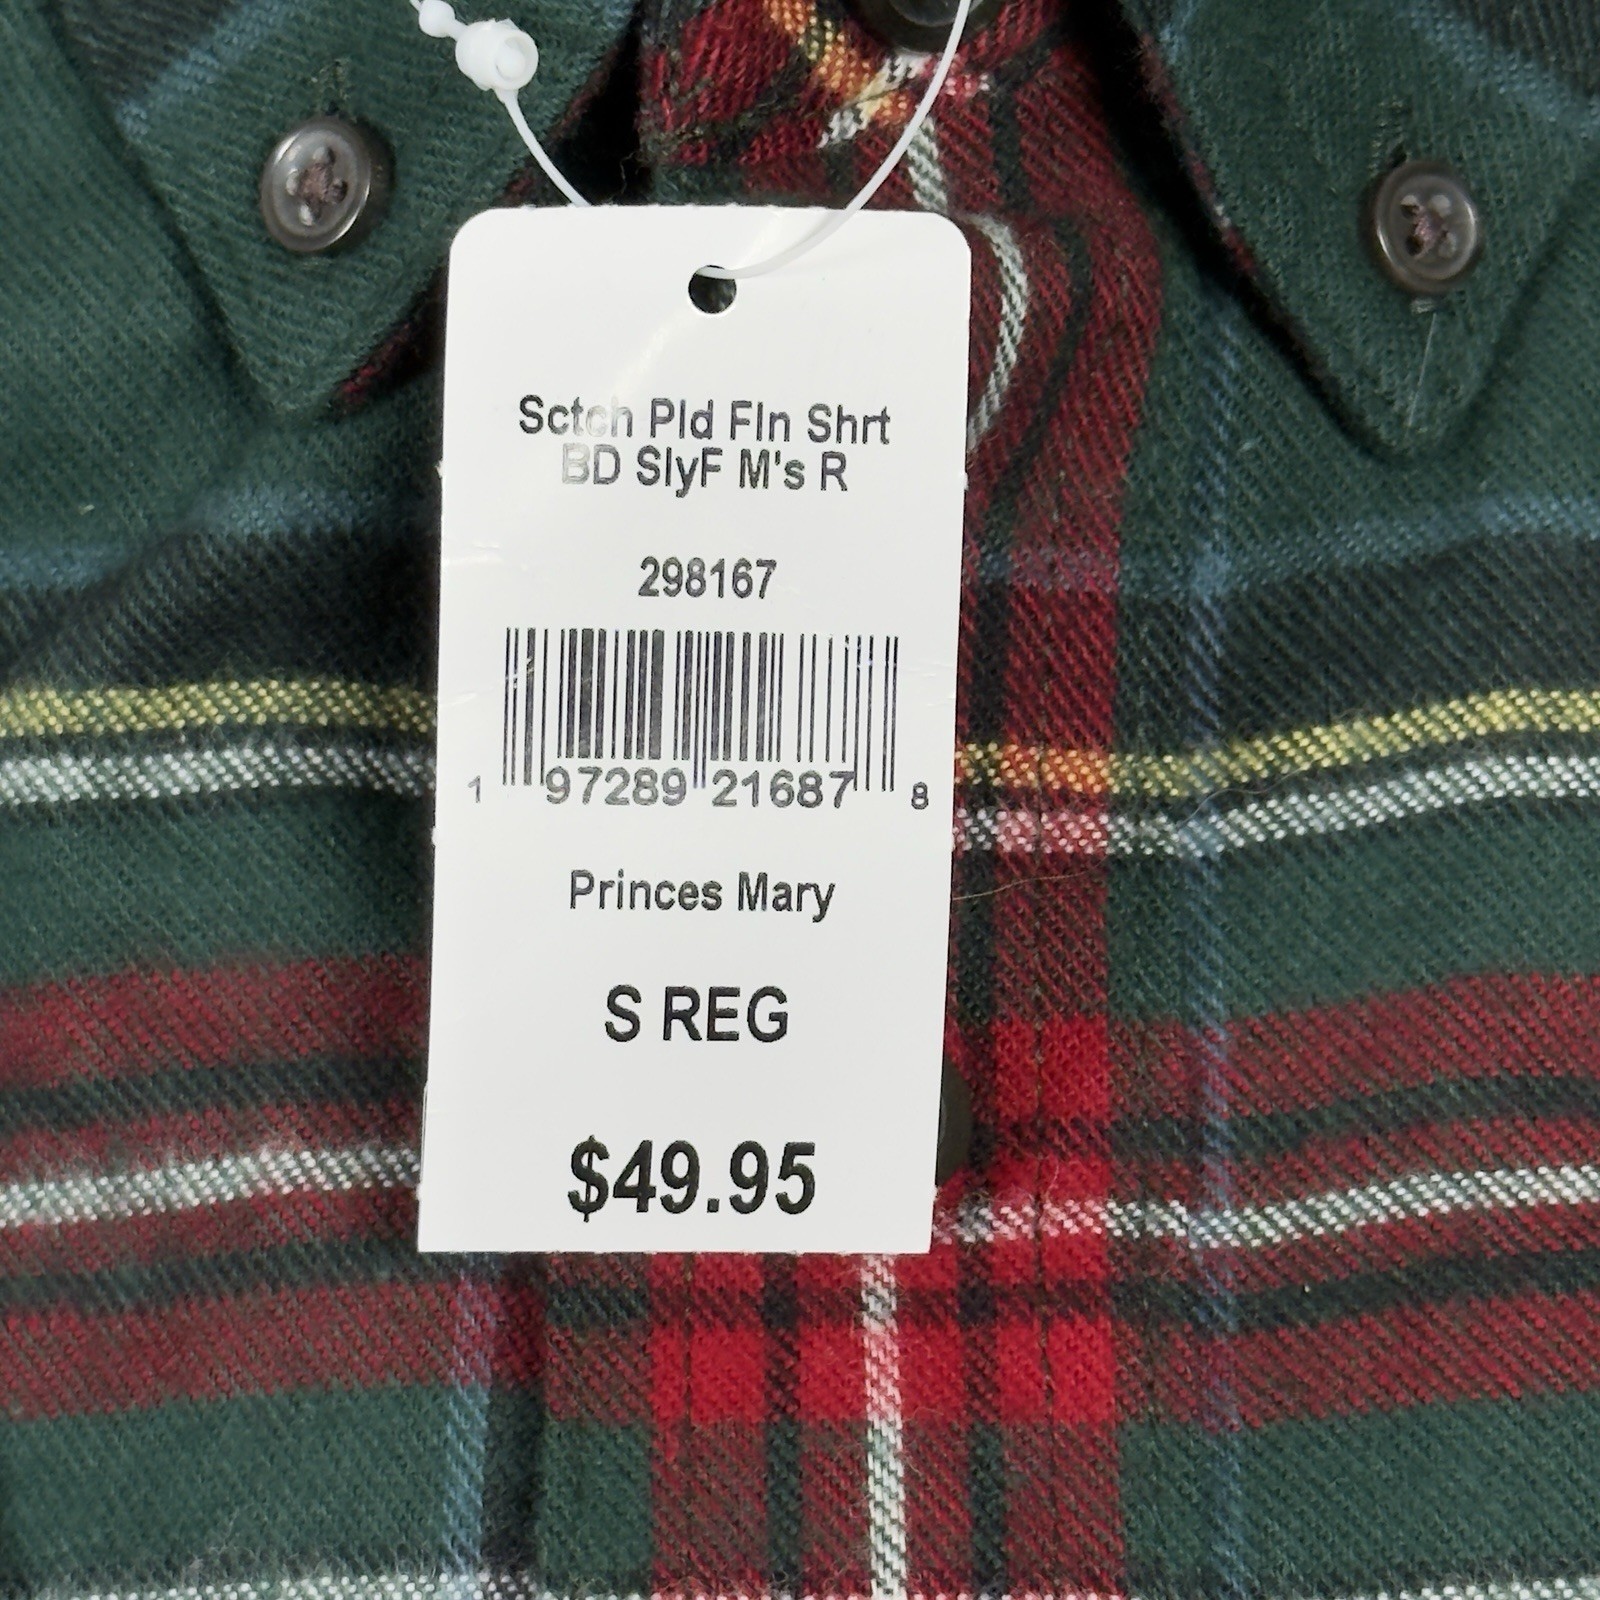 Sctch Pld Fln Shrt
BD SlyF M's R
298167
1 97289 21687 8
Princes Mary
S REG
$49.95